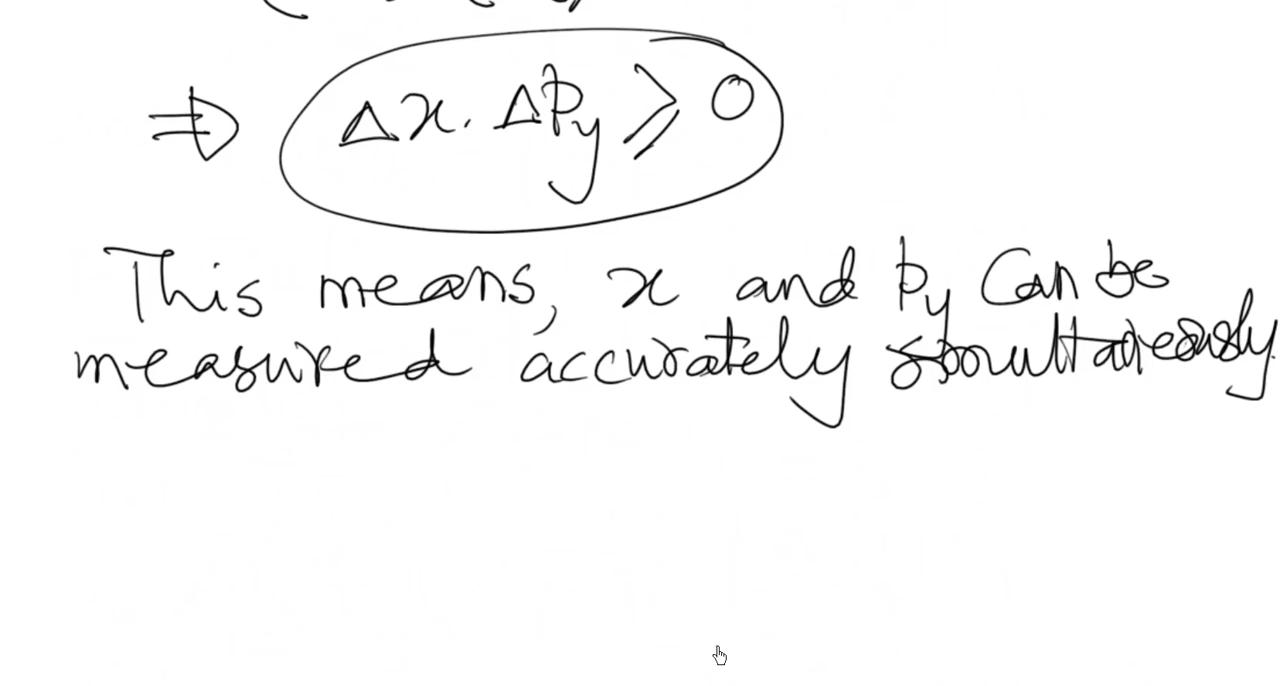 ⇒ Δx. ΔPy ≥ 0
This means, x and Py Can be
measured accurately simultaneously.